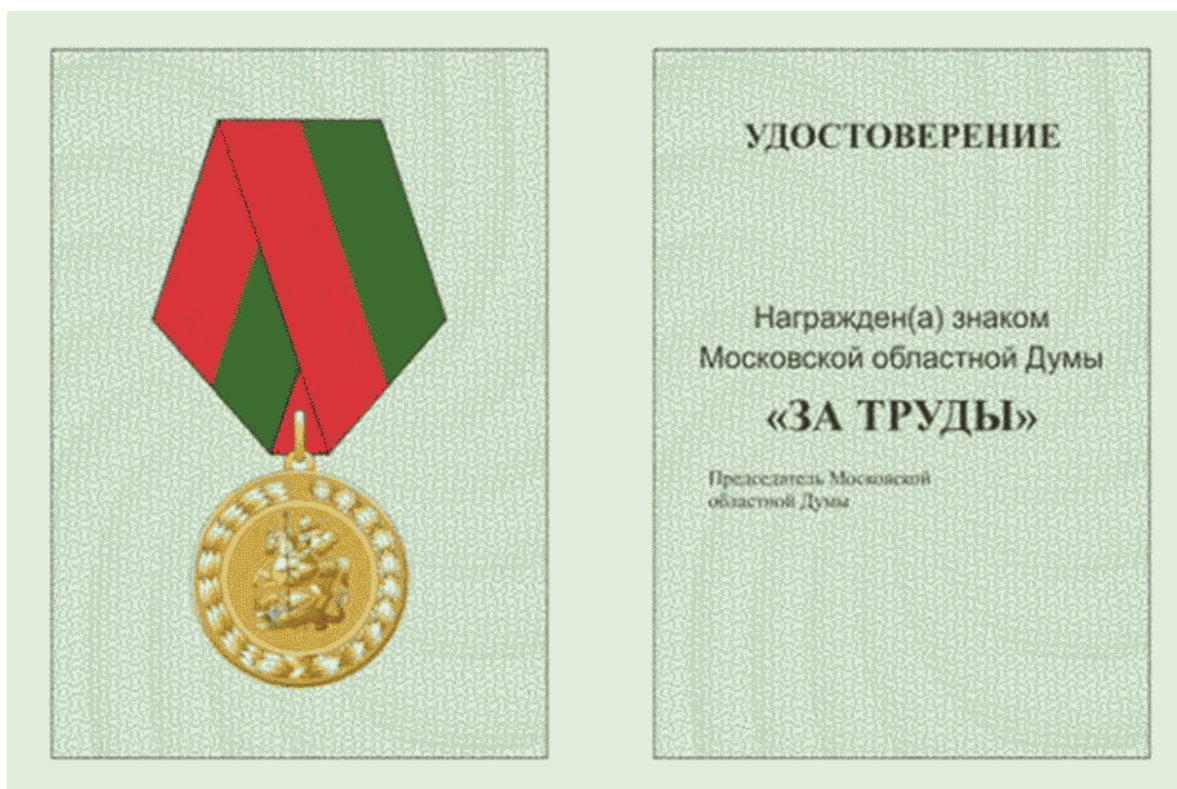 УДОСТОВЕРЕНИЕ
Награжден(а) знаком
Московской областной Думы
«ЗА ТРУДЫ»
Председатель Московской
областной Думы